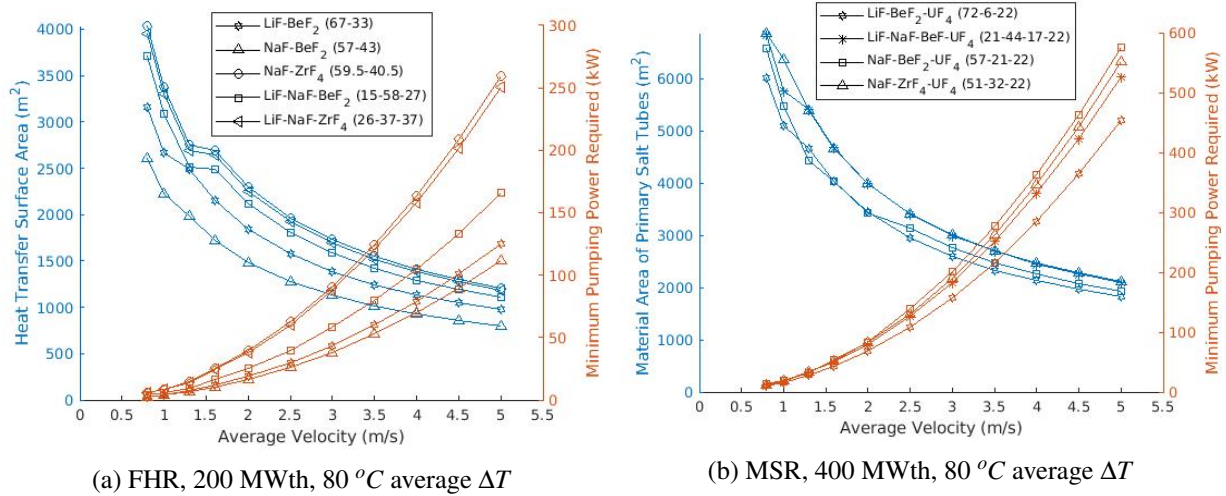 4000
3500
3000
2500
2000
1500
1000
500
0
Heat Transfer Surface Area (m²)
LiF-BeF₂ (67-33)
NaF-BeF₂ (57-43)
NaF-ZrF₄ (59.5-40.5)
LiF-NaF-BeF₂ (15-58-27)
LiF-NaF-ZrF₄ (26-37-37)
300
250
200
150
100
50
0
Minimum Pumping Power Required (kW)
0 0.5 1 1.5 2 2.5 3 3.5 4 4.5 5 5.5
Average Velocity (m/s)
(a) FHR, 200 MWth, 80 °C average ΔT
6000
5000
4000
3000
2000
1000
0
Material Area of Primary Salt Tubes (m²)
LiF-BeF₂-UF₄ (72-6-22)
LiF-NaF-BeF-UF₄ (21-44-17-22)
NaF-BeF₂-UF₄ (57-21-22)
NaF-ZrF₄-UF₄ (51-32-22)
600
500
400
300
200
100
0
Minimum Pumping Power Required (kW)
0 0.5 1 1.5 2 2.5 3 3.5 4 4.5 5 5.5
Average Velocity (m/s)
(b) MSR, 400 MWth, 80 °C average ΔT